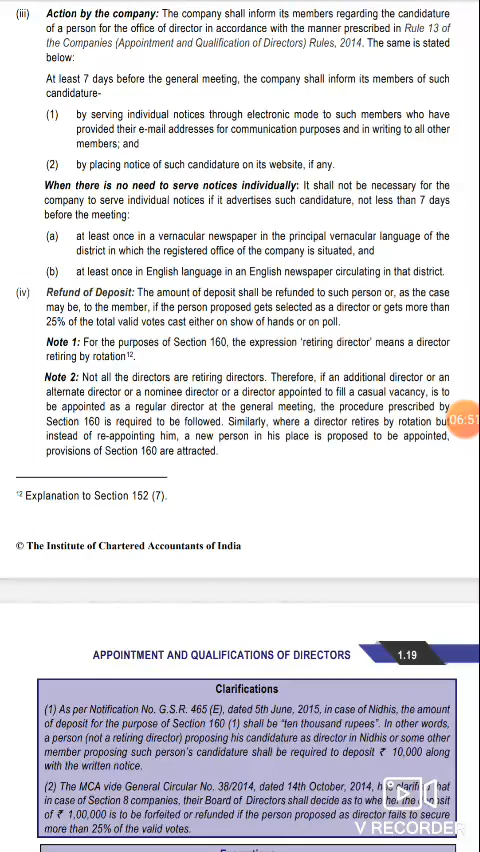 (iii) Action by the company: The company shall inform its members regarding the candidature
of a person for the office of director in accordance with the manner prescribed in Rule 13 of
the Companies (Appointment and Qualification of Directors) Rules, 2014. The same is stated
below:
At least 7 days before the general meeting, the company shall inform its members of such
candidature-
(1) by serving individual notices through electronic mode to such members who have
provided their e-mail addresses for communication purposes and in writing to all other
members; and
(2) by placing notice of such candidature on its website, if any.
When there is no need to serve notices individually: It shall not be necessary for the
company to serve individual notices if it advertises such candidature, not less than 7 days
before the meeting:
(a) at least once in a vernacular newspaper in the principal vernacular language of the
district in which the registered office of the company is situated, and
(b) at least once in English language in an English newspaper circulating in that district.
(iv) Refund of Deposit: The amount of deposit shall be refunded to such person or, as the case
may be, to the member, if the person proposed gets selected as a director or gets more than
25% of the total valid votes cast either on show of hands or on poll.
Note 1: For the purposes of Section 160, the expression 'retiring director' means a director
retiring by rotation¹².
Note 2: Not all the directors are retiring directors. Therefore, if an additional director or an
alternate director or a nominee director or a director appointed to fill a casual vacancy, is to
be appointed as a regular director at the general meeting, the procedure prescribed by
Section 160 is required to be followed. Similarly, where a director retires by rotation bu
06:51
instead of re-appointing him, a new person in his place is proposed to be appointed,
provisions of Section 160 are attracted.
¹² Explanation to Section 152 (7).
© The Institute of Chartered Accountants of India
APPOINTMENT AND QUALIFICATIONS OF DIRECTORS 1.19
Clarifications
(1) As per Notification No. G.S.R. 465 (E), dated 5th June, 2015, in case of Nidhis, the amount
of deposit for the purpose of Section 160 (1) shall be "ten thousand rupees". In other words,
a person (not a retiring director) proposing his candidature as director in Nidhis or some other
member proposing such person's candidature shall be required to deposit ₹ 10,000 along
with the written notice.
(2) The MCA vide General Circular No. 38/2014, dated 14th October, 2014, that
in case of Section 8 companies, their Board of Directors shall decide as to
of ₹ 1,00,000 is to be forfeited or refunded if the person proposed as director fails to secure
more than 25% of the valid votes.
V RECORDER